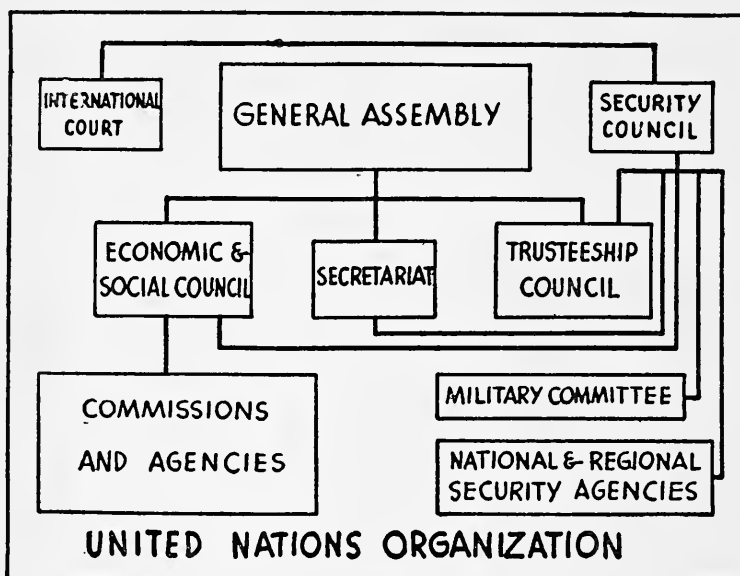 INTERNATIONAL
COURT
GENERAL ASSEMBLY
SECURITY
COUNCIL
ECONOMIC &
SOCIAL COUNCIL
SECRETARIAT
TRUSTEESHIP
COUNCIL
COMMISSIONS
AND AGENCIES
MILITARY COMMITTEE
NATIONAL & REGIONAL
SECURITY AGENCIES
UNITED NATIONS ORGANIZATION